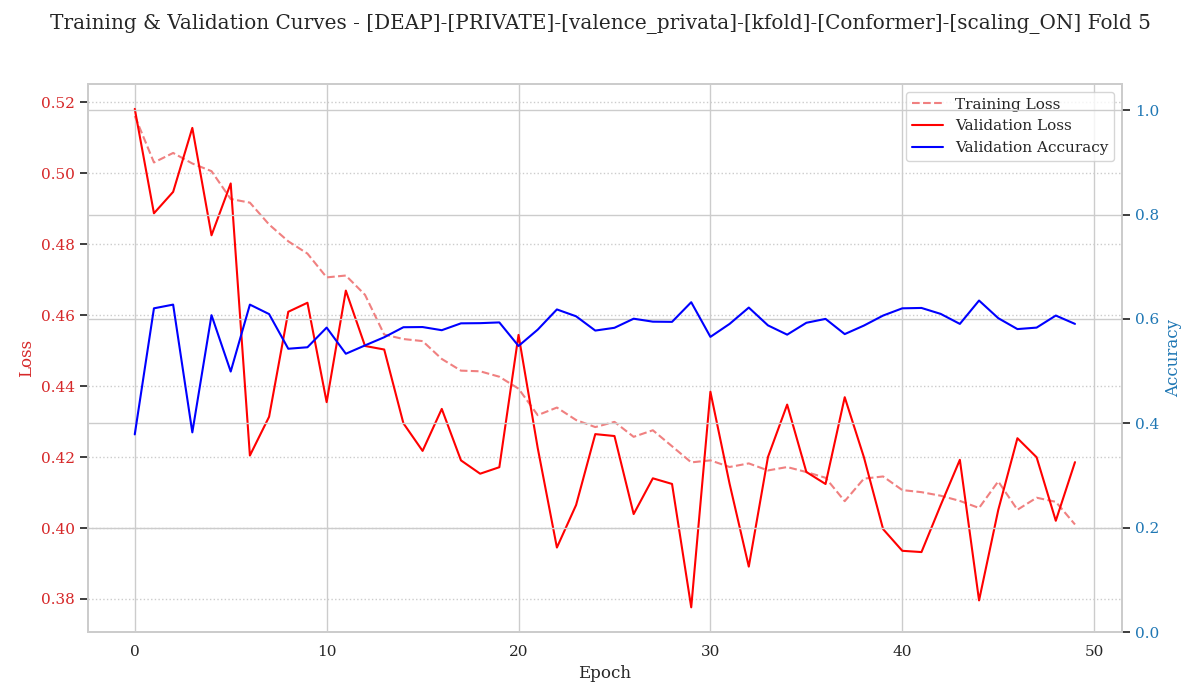 Training & Validation Curves - [DEAP]-[PRIVATE]-[valence_privata]-[kfold]-[Conformer]-[scaling_ON] Fold 5
Training Loss
Validation Loss
Validation Accuracy
Loss
0.52
0.50
0.48
0.46
0.44
0.42
0.40
0.38
1.0
0.8
0.6
0.4
0.2
0.0
Accuracy
0
10
20
30
40
50
Epoch